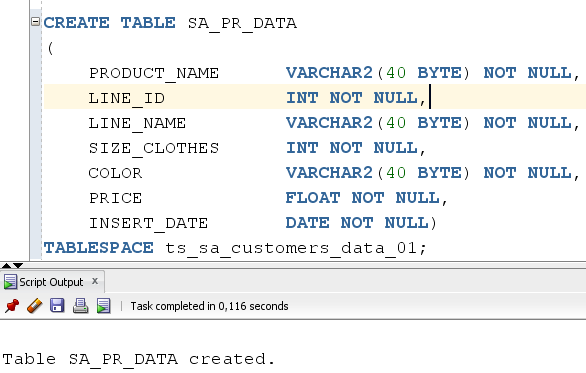 CREATE TABLE SA_PR_DATA
(
PRODUCT_NAME VARCHAR2(40 BYTE) NOT NULL,
LINE_ID INT NOT NULL,
LINE_NAME VARCHAR2(40 BYTE) NOT NULL,
SIZE_CLOTHES INT NOT NULL,
COLOR VARCHAR2(40 BYTE) NOT NULL,
PRICE FLOAT NOT NULL,
INSERT_DATE DATE NOT NULL)
TABLESPACE ts_sa_customers_data_01;
Script Output x
Task completed in 0,116 seconds
Table SA_PR_DATA created.